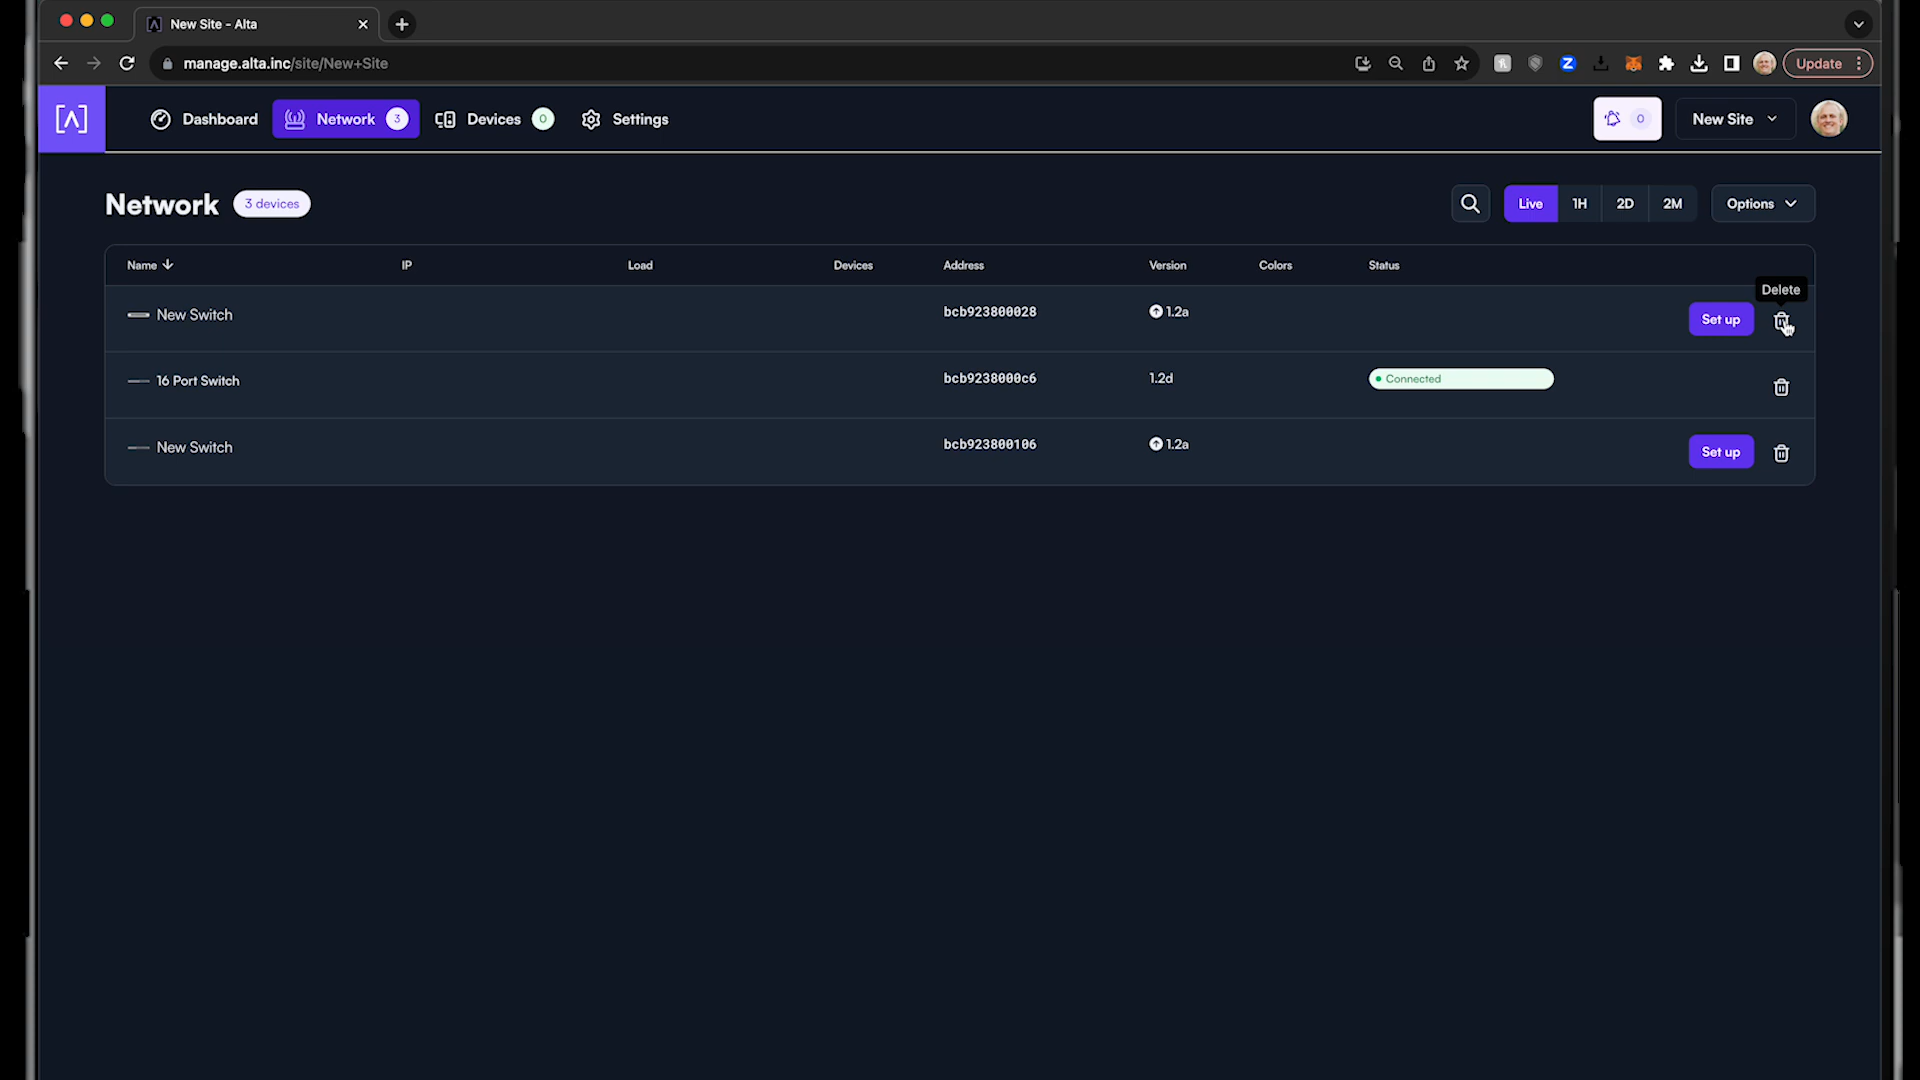 New Site - Alta
manage.alta.inc/site/New+Site
Update
[Λ]
Dashboard
Network 3
Devices 0
Settings
0
New Site
Network
3 devices
Live 1H 2D 2M
Options
Name IP Load Devices Address Version Colors Status
Delete
New Switch bcb923800028 1.2a Set up
16 Port Switch bcb9238000c6 1.2d Connected
New Switch bcb923800106 1.2a Set up